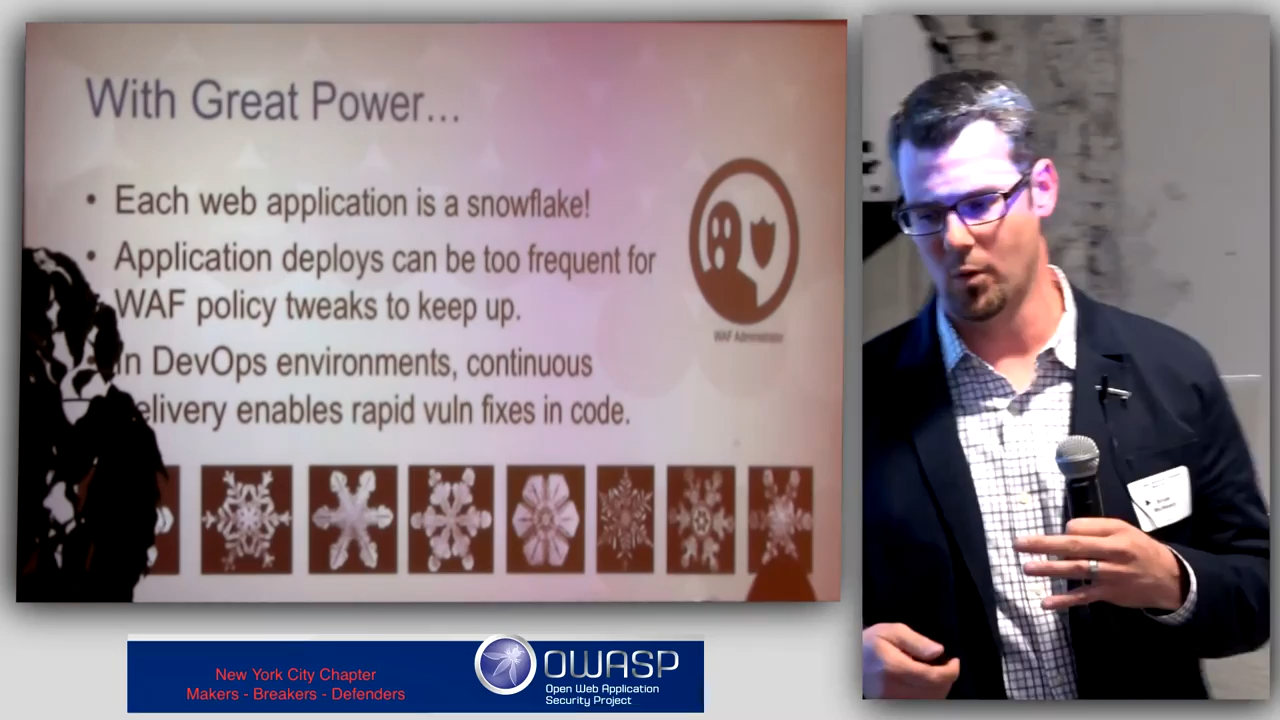 With Great Power...
• Each web application is a snowflake!
• Application deploys can be too frequent for
WAF policy tweaks to keep up.
In DevOps environments, continuous
elivery enables rapid vuln fixes in code.
WAF Administrator
New York City Chapter
Makers - Breakers - Defenders
OWASP
Open Web Application
Security Project